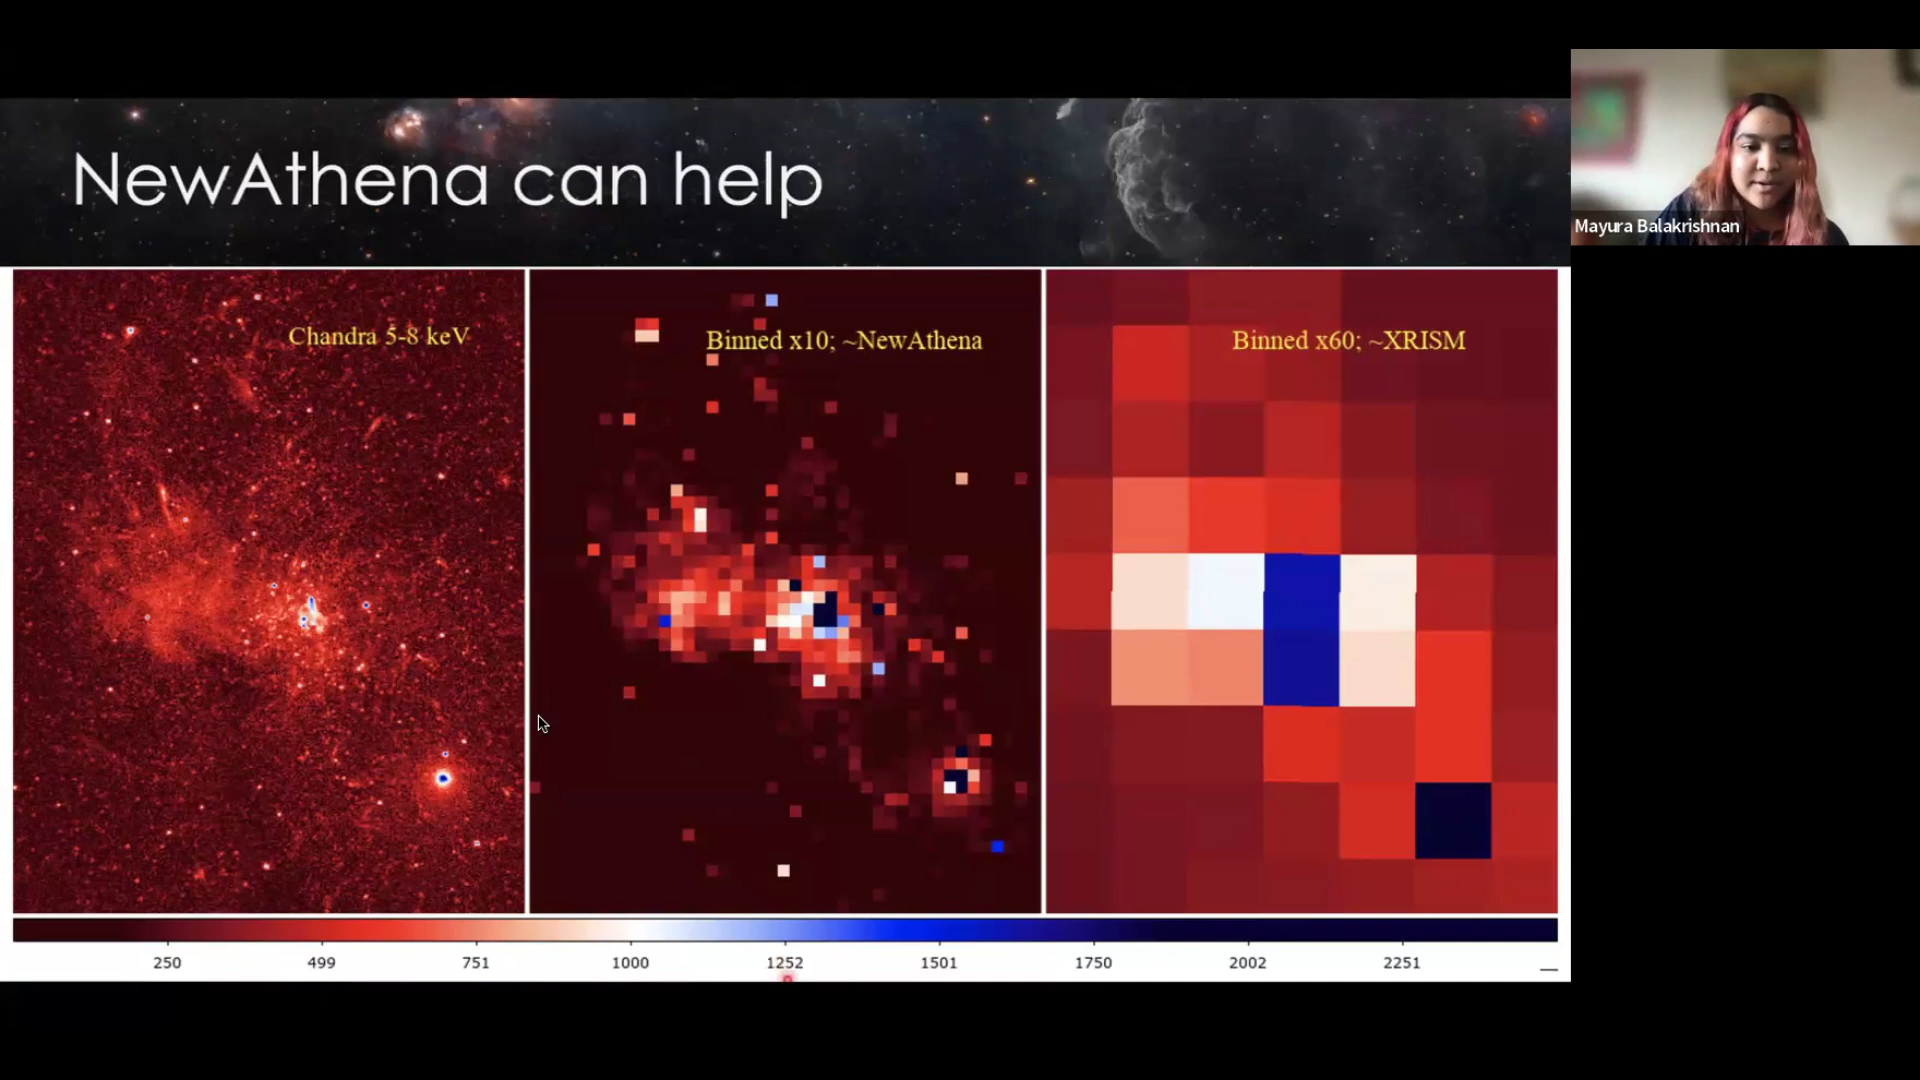 NewAthena can help
Mayura Balakrishnan
Chandra 5-8 keV
Binned x10; ~NewAthena
Binned x60; ~XRISM
250 499 751 1000 1252 1501 1750 2002 2251